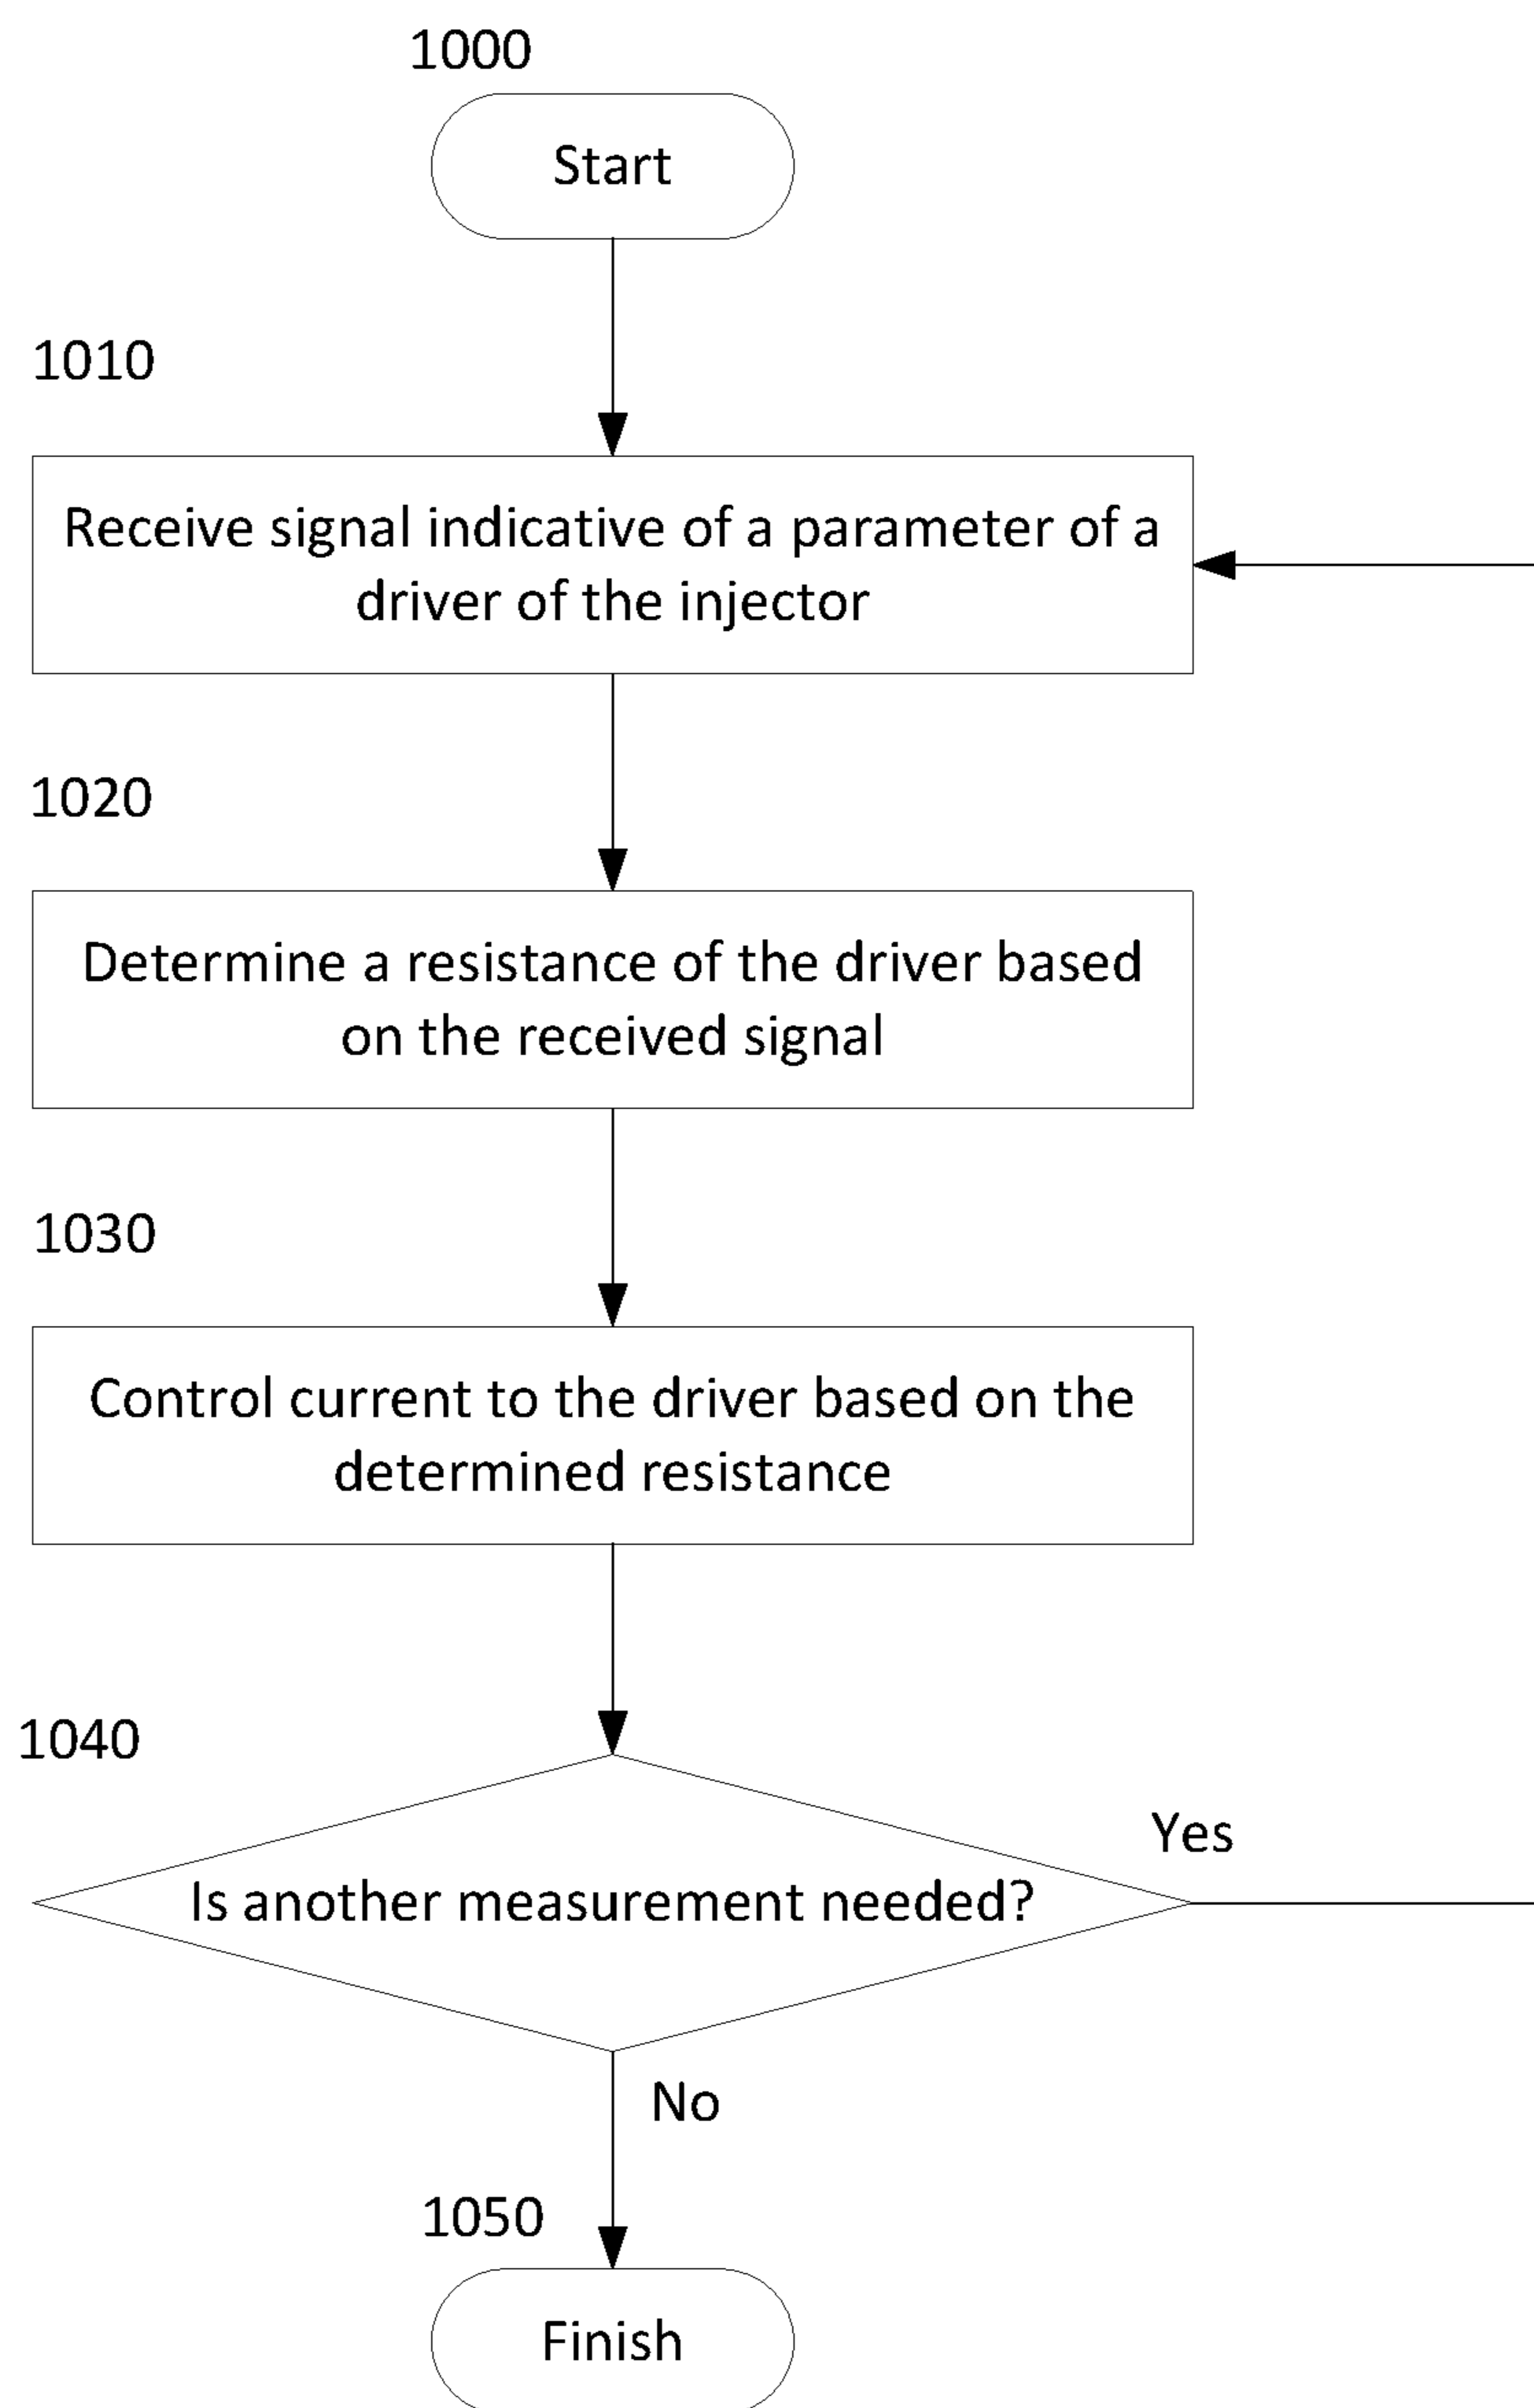 1000
Start
1010
Receive signal indicative of a parameter of a
driver of the injector
1020
Determine a resistance of the driver based
on the received signal
1030
Control current to the driver based on the
determined resistance
1040
Yes
Is another measurement needed?
No
1050
Finish